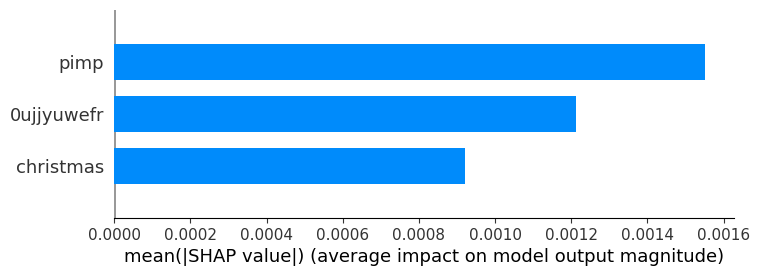 pimp
0ujjyuwefr
christmas
0.0000 0.0002 0.0004 0.0006 0.0008 0.0010 0.0012 0.0014 0.0016
mean(|SHAP value|) (average impact on model output magnitude)